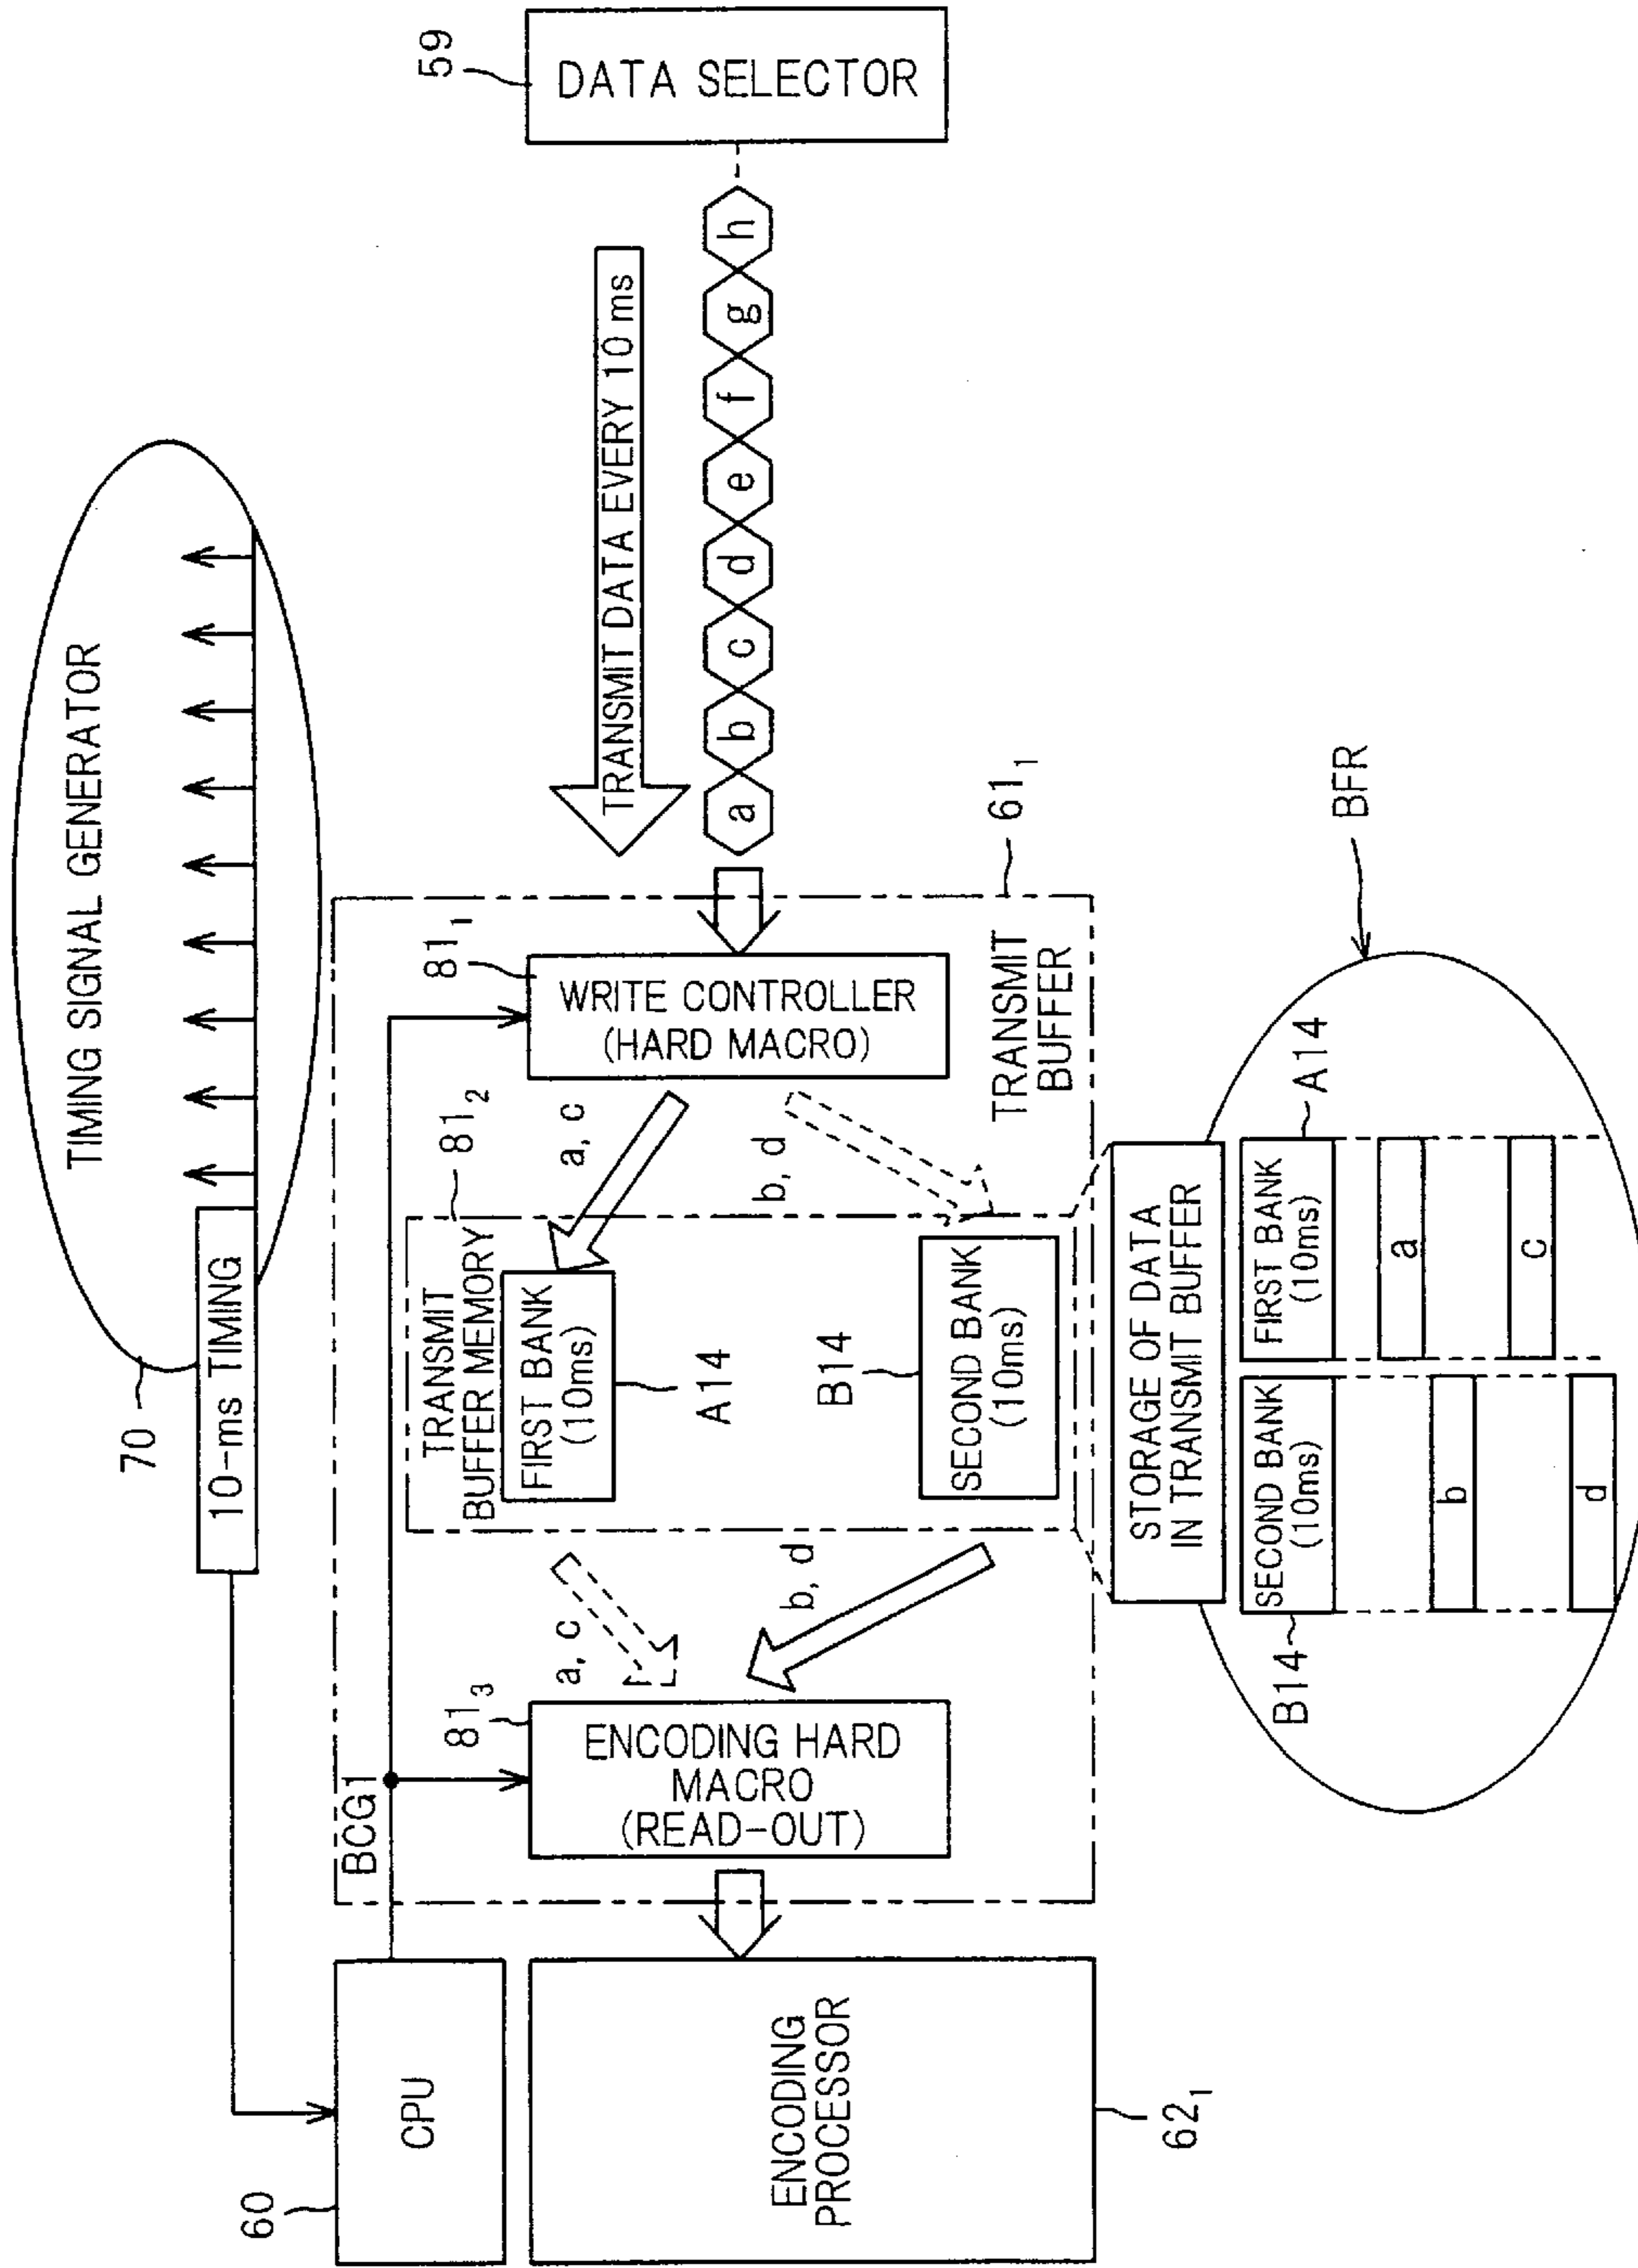 70
TIMING SIGNAL GENERATOR
10-ms TIMING
60
CPU
BCG1
TRANSMIT DATA EVERY 10 ms
59
DATA SELECTOR
a b c d e f g h
81₃
ENCODING HARD
MACRO
(READ-OUT)
a, c
b, d
TRANSMIT
BUFFER MEMORY
81₂
FIRST BANK
(10ms)
A14
B14
SECOND BANK
(10ms)
a, c
b, d
81₁
WRITE CONTROLLER
(HARD MACRO)
TRANSMIT
BUFFER
61₁
ENCODING
PROCESSOR
62₁
STORAGE OF DATA
IN TRANSMIT BUFFER
BFR
B14
SECOND BANK
(10ms)
FIRST BANK
(10ms)
A14
a
b
c
d